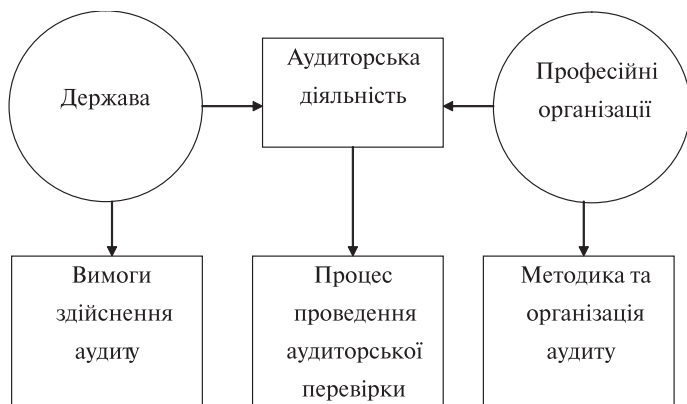 Держава
Аудиторська
діяльність
Професійні
організації
Вимоги
здійснення
аудиту
Процес
проведення
аудиторської
перевірки
Методика та
організація
аудиту